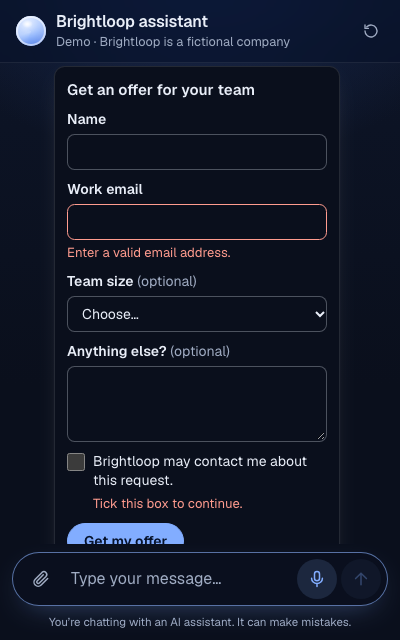 Brightloop assistant
Demo · Brightloop is a fictional company
Get an offer for your team
Name
Work email
Enter a valid email address.
Team size (optional)
Choose...
Anything else? (optional)
Brightloop may contact me about
this request.
Tick this box to continue.
Get my offer
Type your message...
You're chatting with an AI assistant. It can make mistakes.